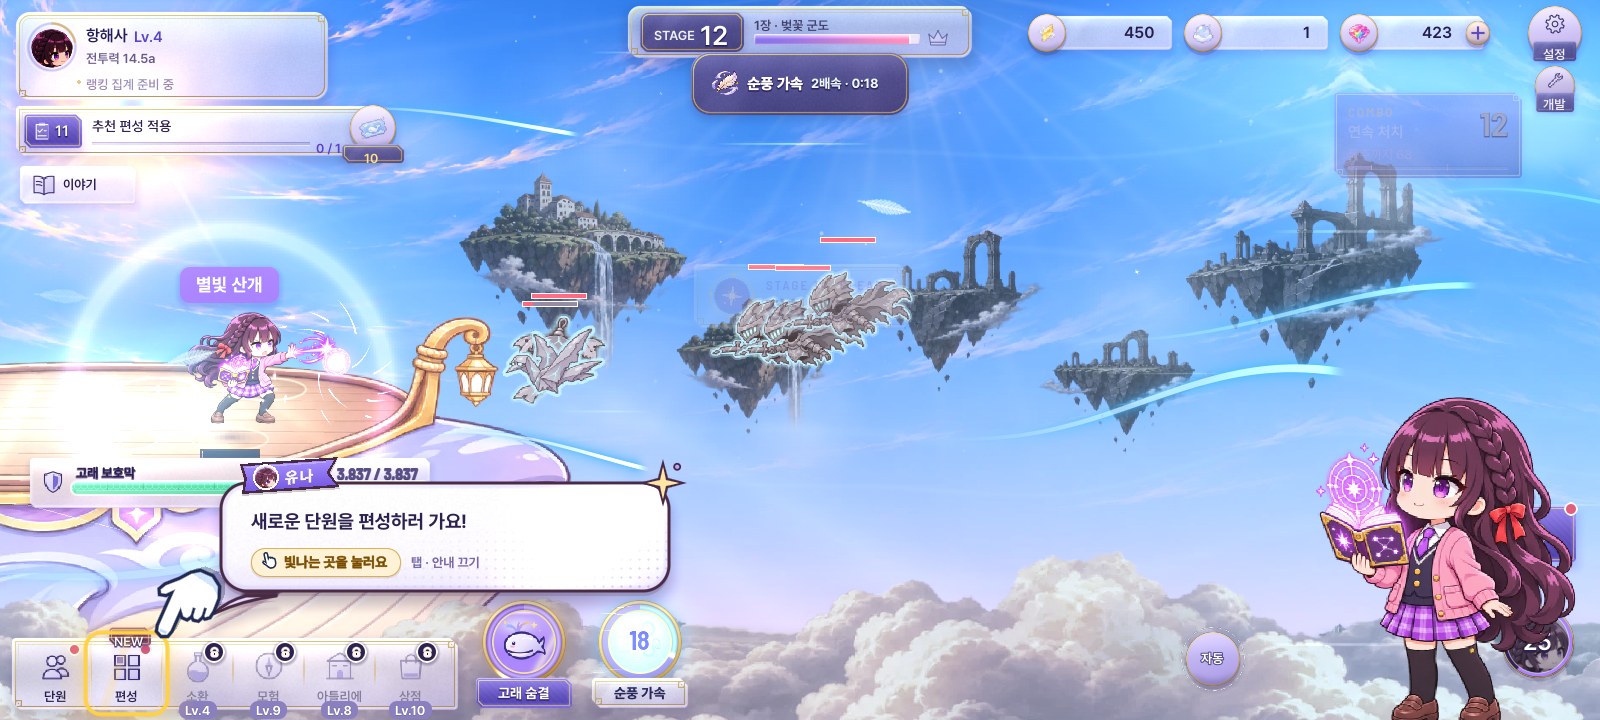 항해사 Lv.4
전투력 14.5a
랭킹 집계 준비 중
11 추천 편성 적용
0 / 1
10
이야기
STAGE 12
1장 · 벚꽃 군도
순풍 가속 2배속 · 0:18
450
1
423
설정
개발
COMBO
연속 처치
12
STAGE
별빛 산개
고래 보호막
3.837 / 3.837
유나
새로운 단원을 편성하러 가요!
빛나는 곳을 눌러요 탭 · 안내 끄기
단원
NEW
편성
소환
Lv.4
모험
Lv.9
아틀리에
Lv.8
상점
Lv.10
고래 숨결
18
순풍 가속
자동